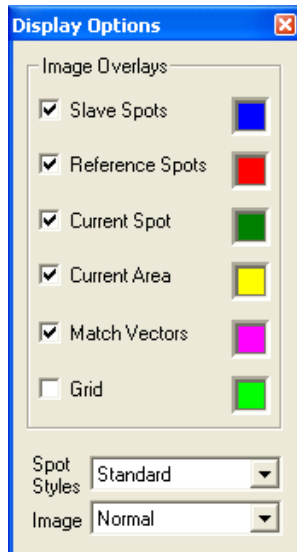 Display Options
Image Overlays
Slave Spots
Reference Spots
Current Spot
Current Area
Match Vectors
Grid
Spot
Styles
Standard
Image
Normal